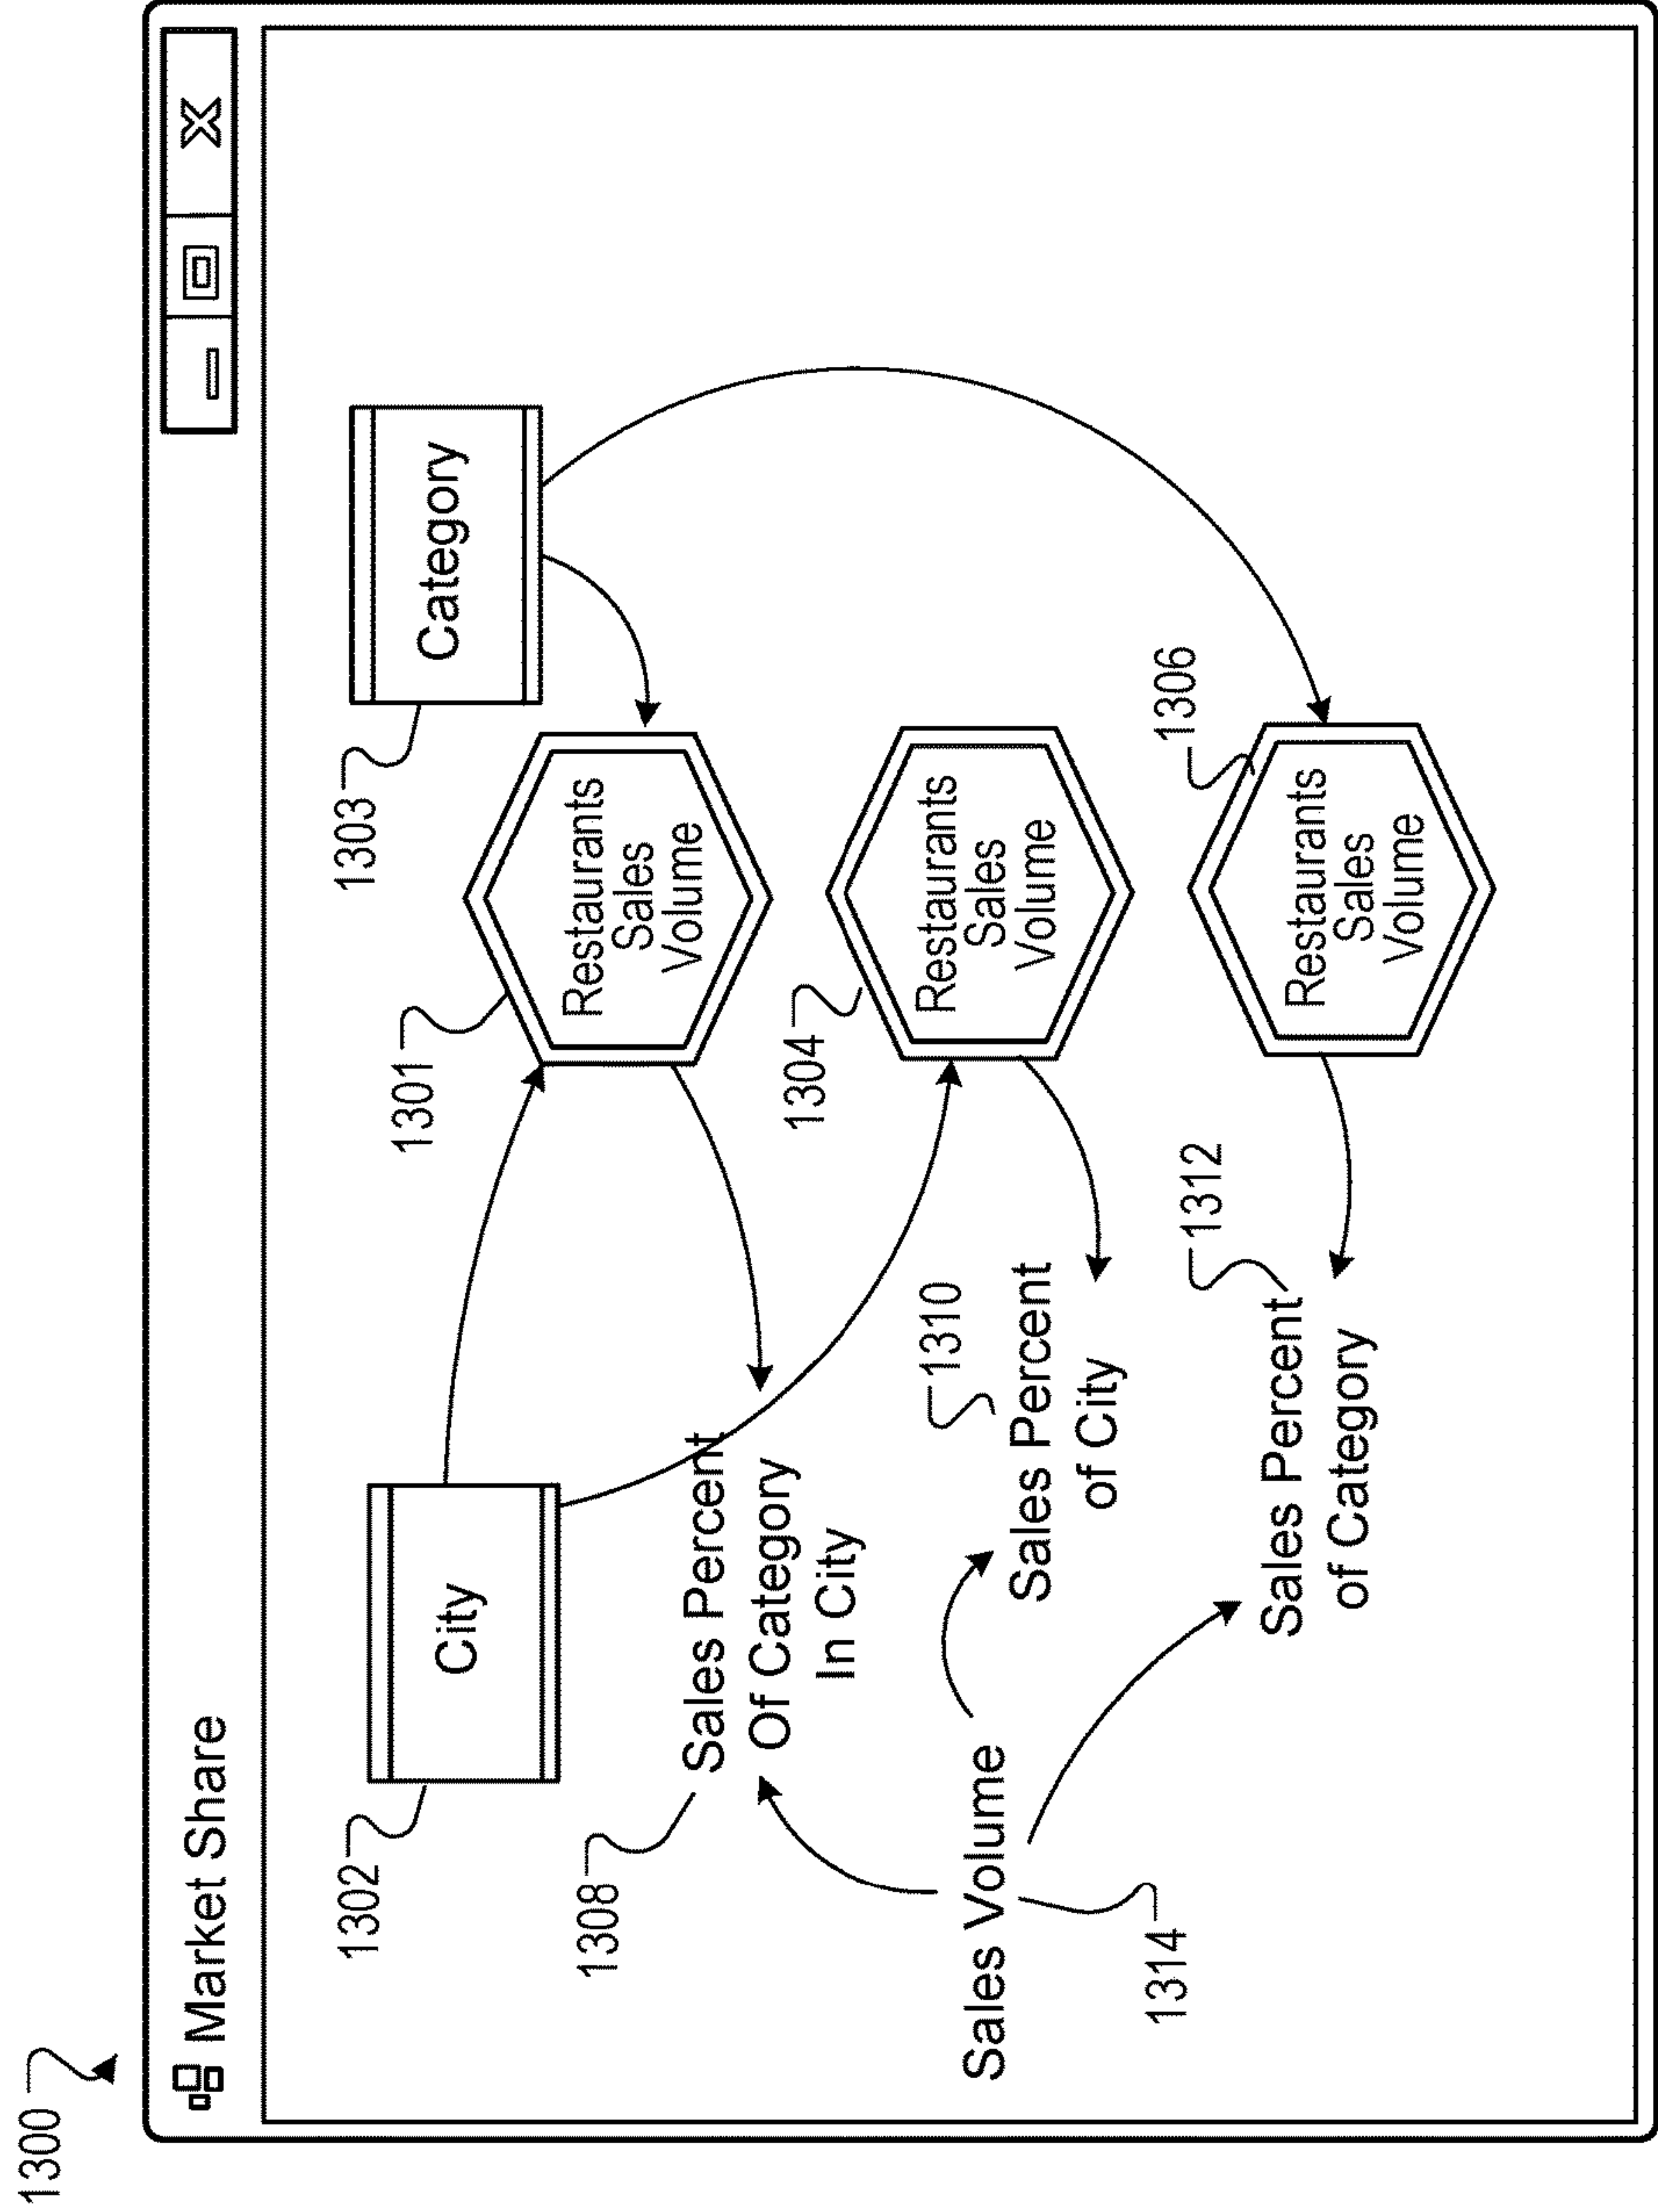 1300
Market Share
X
1302
City
1303
Category
1301
Restaurants
Sales
Volume
1308
Sales Percent
Of Category
In City
1304
Restaurants
Sales
Volume
1310
Sales Percent
of City
Sales Volume
1314
1306
Restaurants
Sales
Volume
1312
Sales Percent
of Category